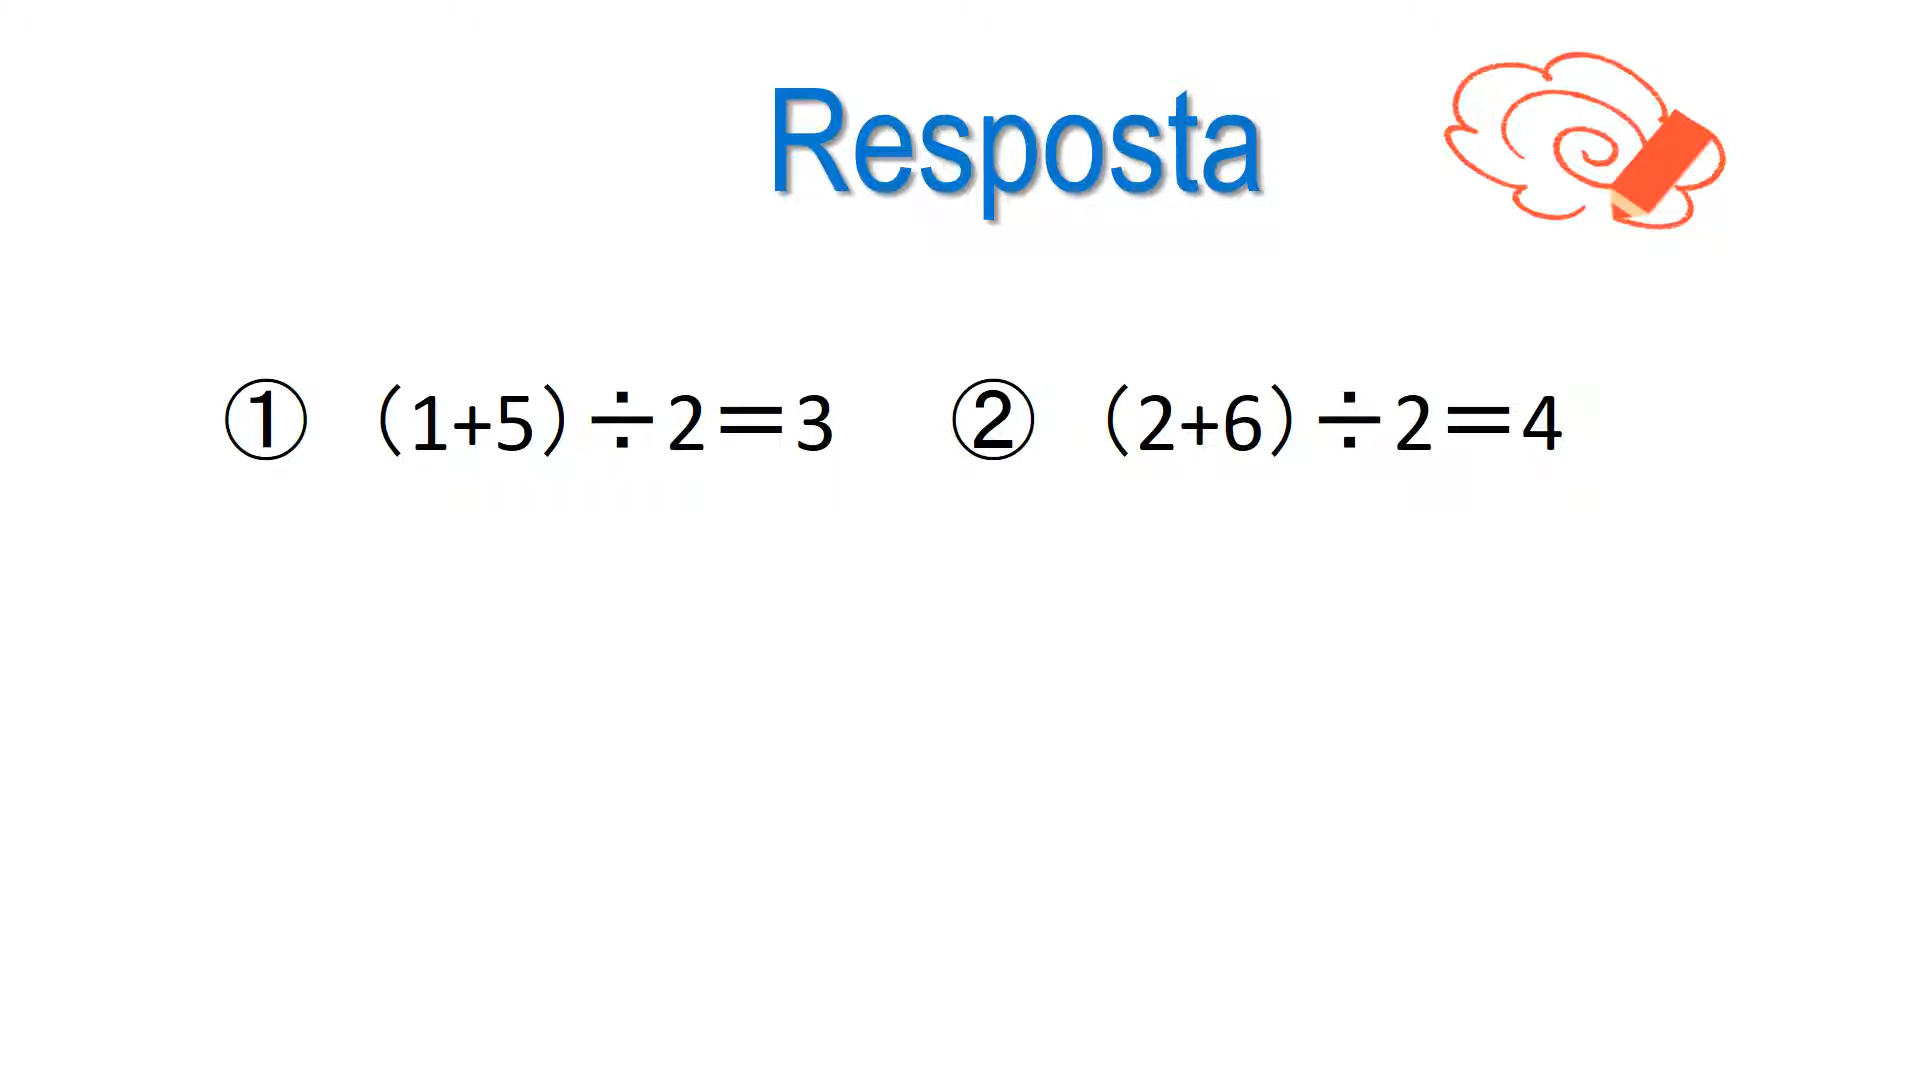 Resposta
① (1+5)÷2=3 ② (2+6)÷2=4